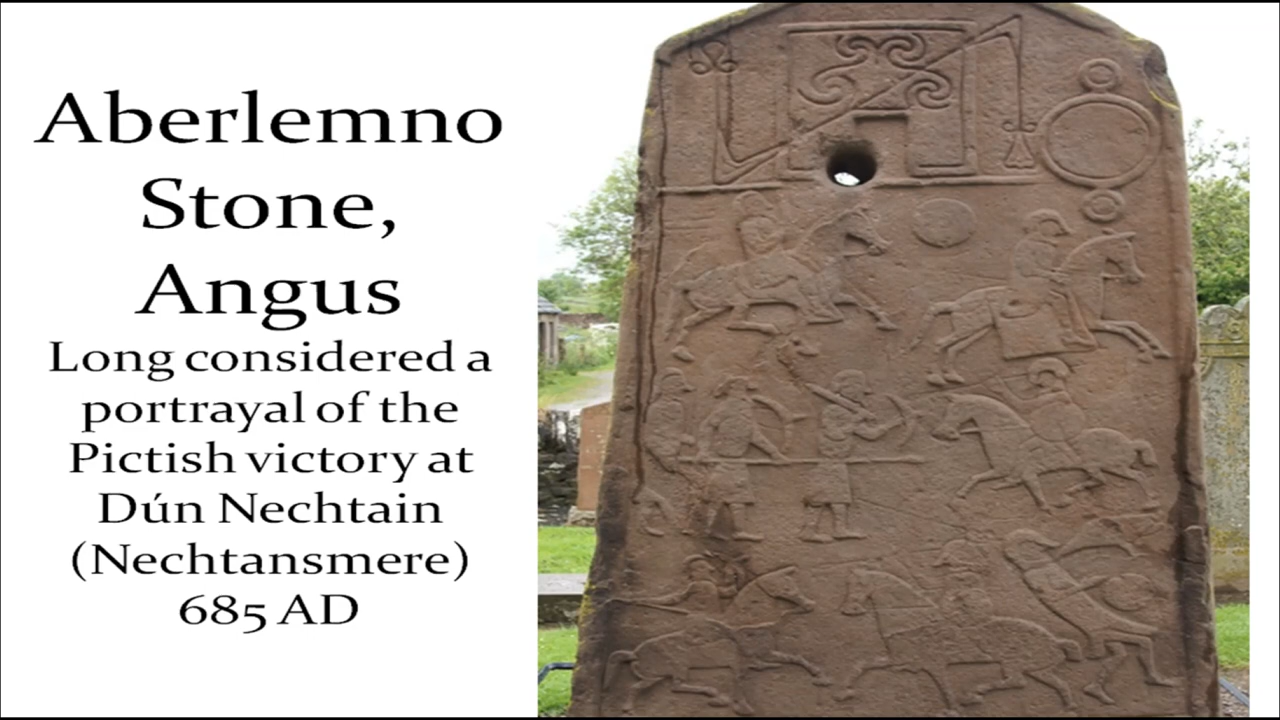 Aberlemno
Stone,
Angus
Long considered a
portrayal of the
Pictish victory at
Dún Nechtain
(Nechtansmere)
685 AD